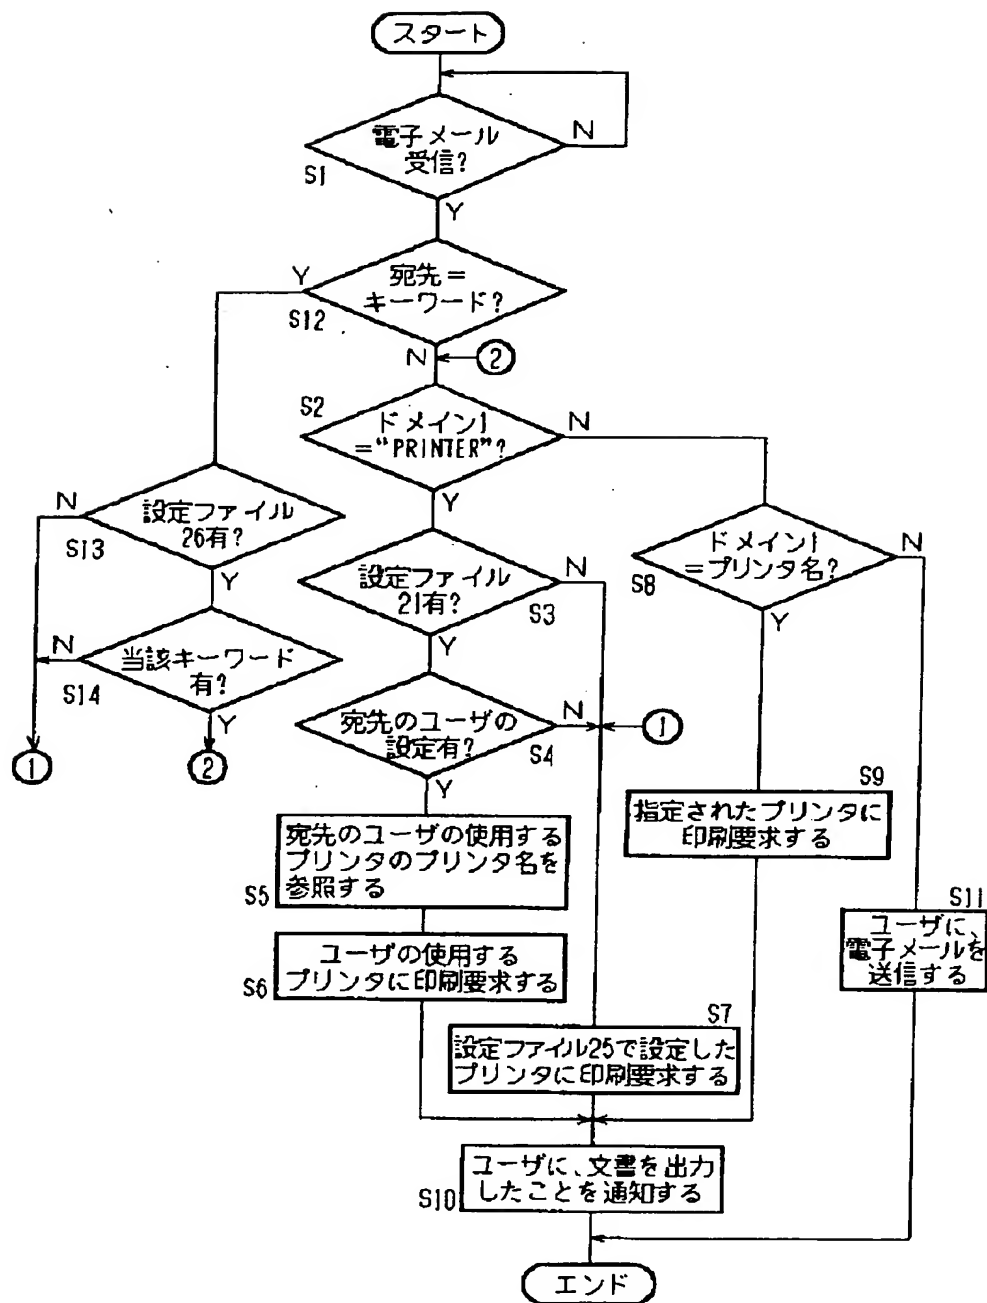 スタート
電子メール
受信?
N
S1
Y
宛先=
キーワード?
Y
S12
N
2
S2
ドメイン1
="PRINTER"?
N
Y
設定ファイル
26有?
N
S13
Y
設定ファイル
21有?
N
S3
Y
ドメイン1
=プリンタ名?
N
S8
Y
当該キーワード
有?
N
S14
Y
宛先のユーザの
設定有?
N
S4
Y
1
1
2
S9
指定されたプリンタに
印刷要求する
宛先のユーザの使用する
プリンタのプリンタ名を
参照する
S5
S11
ユーザに、
電子メールを
送信する
ユーザの使用する
プリンタに印刷要求する
S6
S7
設定ファイル25で設定した
プリンタに印刷要求する
ユーザに、文書を出力
したことを通知する
S10
エンド